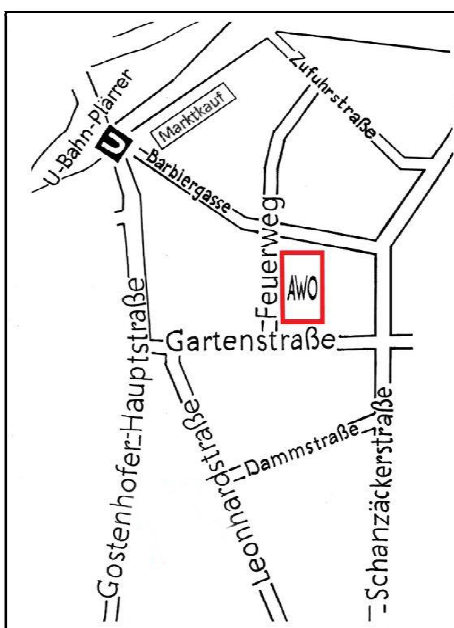 Zufuhrstraße
U-Bahn-Plärrer
Marktkauf
U
Barbiergasse
Feuerweg
AWO
Gartenstraße
Gostenhofer-Hauptstraße
Leonhardstraße
Dammstraße
Schanzäckerstraße